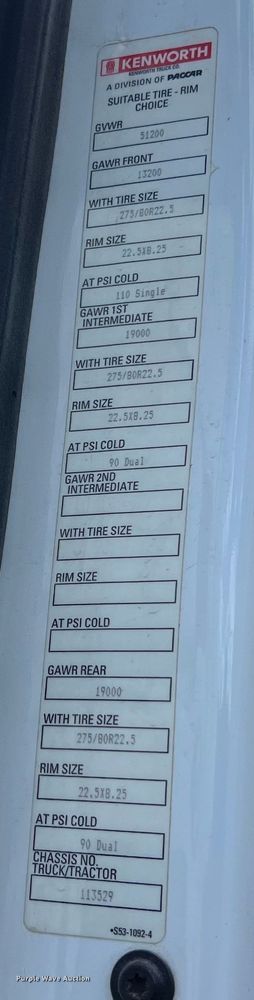 KENWORTH
KENWORTH TRUCK CO.
A DIVISION OF PACCAR
SUITABLE TIRE - RIM
CHOICE
GVWR
51200
GAWR FRONT
13200
WITH TIRE SIZE
275/80R22.5
RIM SIZE
22.5X8.25
AT PSI COLD
110 Single
GAWR 1ST
INTERMEDIATE
19000
WITH TIRE SIZE
275/80R22.5
RIM SIZE
22.5X8.25
AT PSI COLD
90 Dual
GAWR 2ND
INTERMEDIATE
WITH TIRE SIZE
RIM SIZE
AT PSI COLD
GAWR REAR
19000
WITH TIRE SIZE
275/80R22.5
RIM SIZE
22.5X8.25
AT PSI COLD
90 Dual
CHASSIS NO.
TRUCK/TRACTOR
113529
•S53-1092-4
Purple Wave Auction